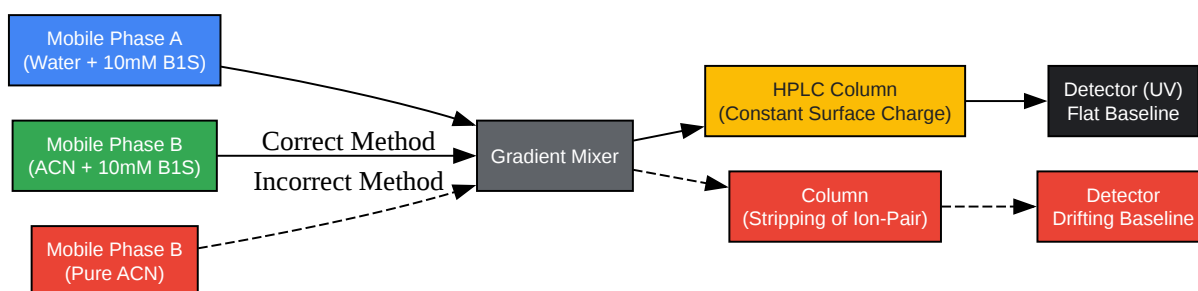 Mobile Phase A
(Water + 10mM B1S)
Mobile Phase B
(ACN + 10mM B1S)
Mobile Phase B
(Pure ACN)
Correct Method
Incorrect Method
Gradient Mixer
HPLC Column
(Constant Surface Charge)
Column
(Stripping of Ion-Pair)
Detector (UV)
Flat Baseline
Detector
Drifting Baseline